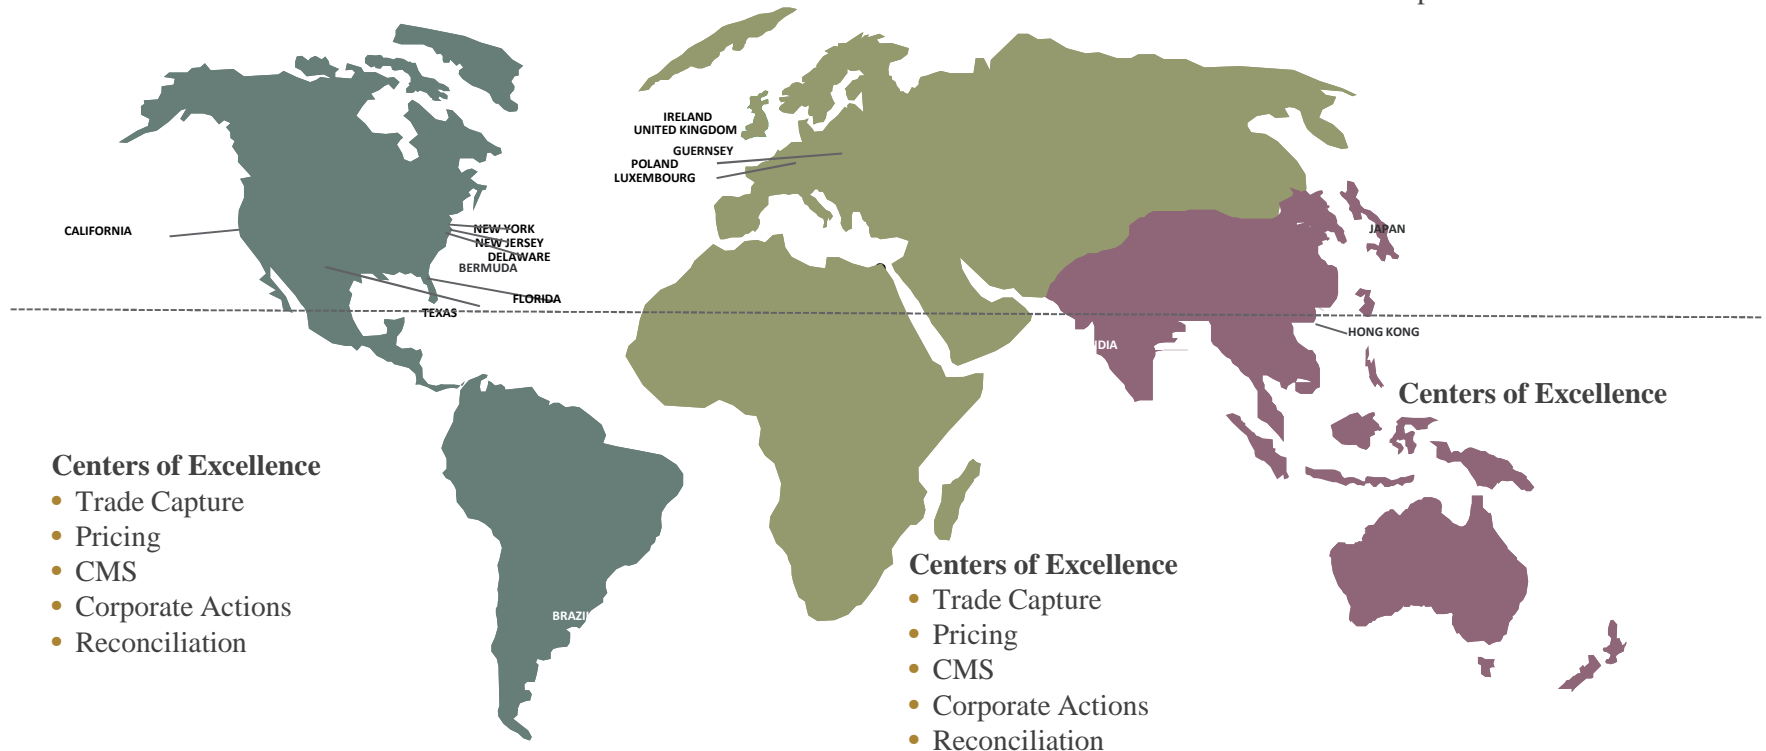 IRELAND
UNITED KINGDOM
GUERNSEY
POLAND
LUXEMBOURG
CALIFORNIA
NEW YORK
NEW JERSEY
DELAWARE
BERMUDA
FLORIDA
TEXAS
JAPAN
HONG KONG
Centers of Excellence
Centers of Excellence
• Trade Capture
• Pricing
• CMS
• Corporate Actions
• Reconciliation
Centers of Excellence
• Trade Capture
• Pricing
• CMS
• Corporate Actions
• Reconciliation